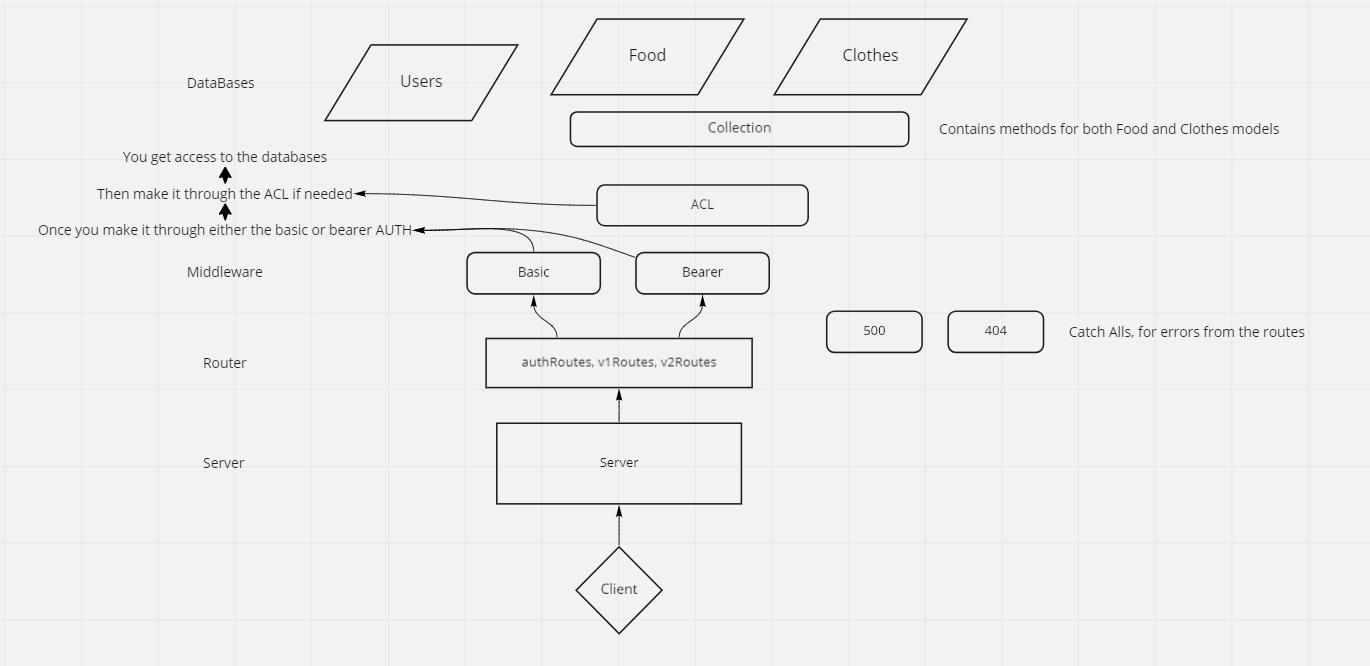 Food
Clothes
Users
DataBases
Collection
Contains methods for both Food and Clothes models
You get access to the databases
Then make it through the ACL if needed
ACL
Once you make it through either the basic or bearer AUTH
Middleware
Basic
Bearer
500
404
Catch Alls, for errors from the routes
Router
authRoutes, v1Routes, v2Routes
Server
Server
Client